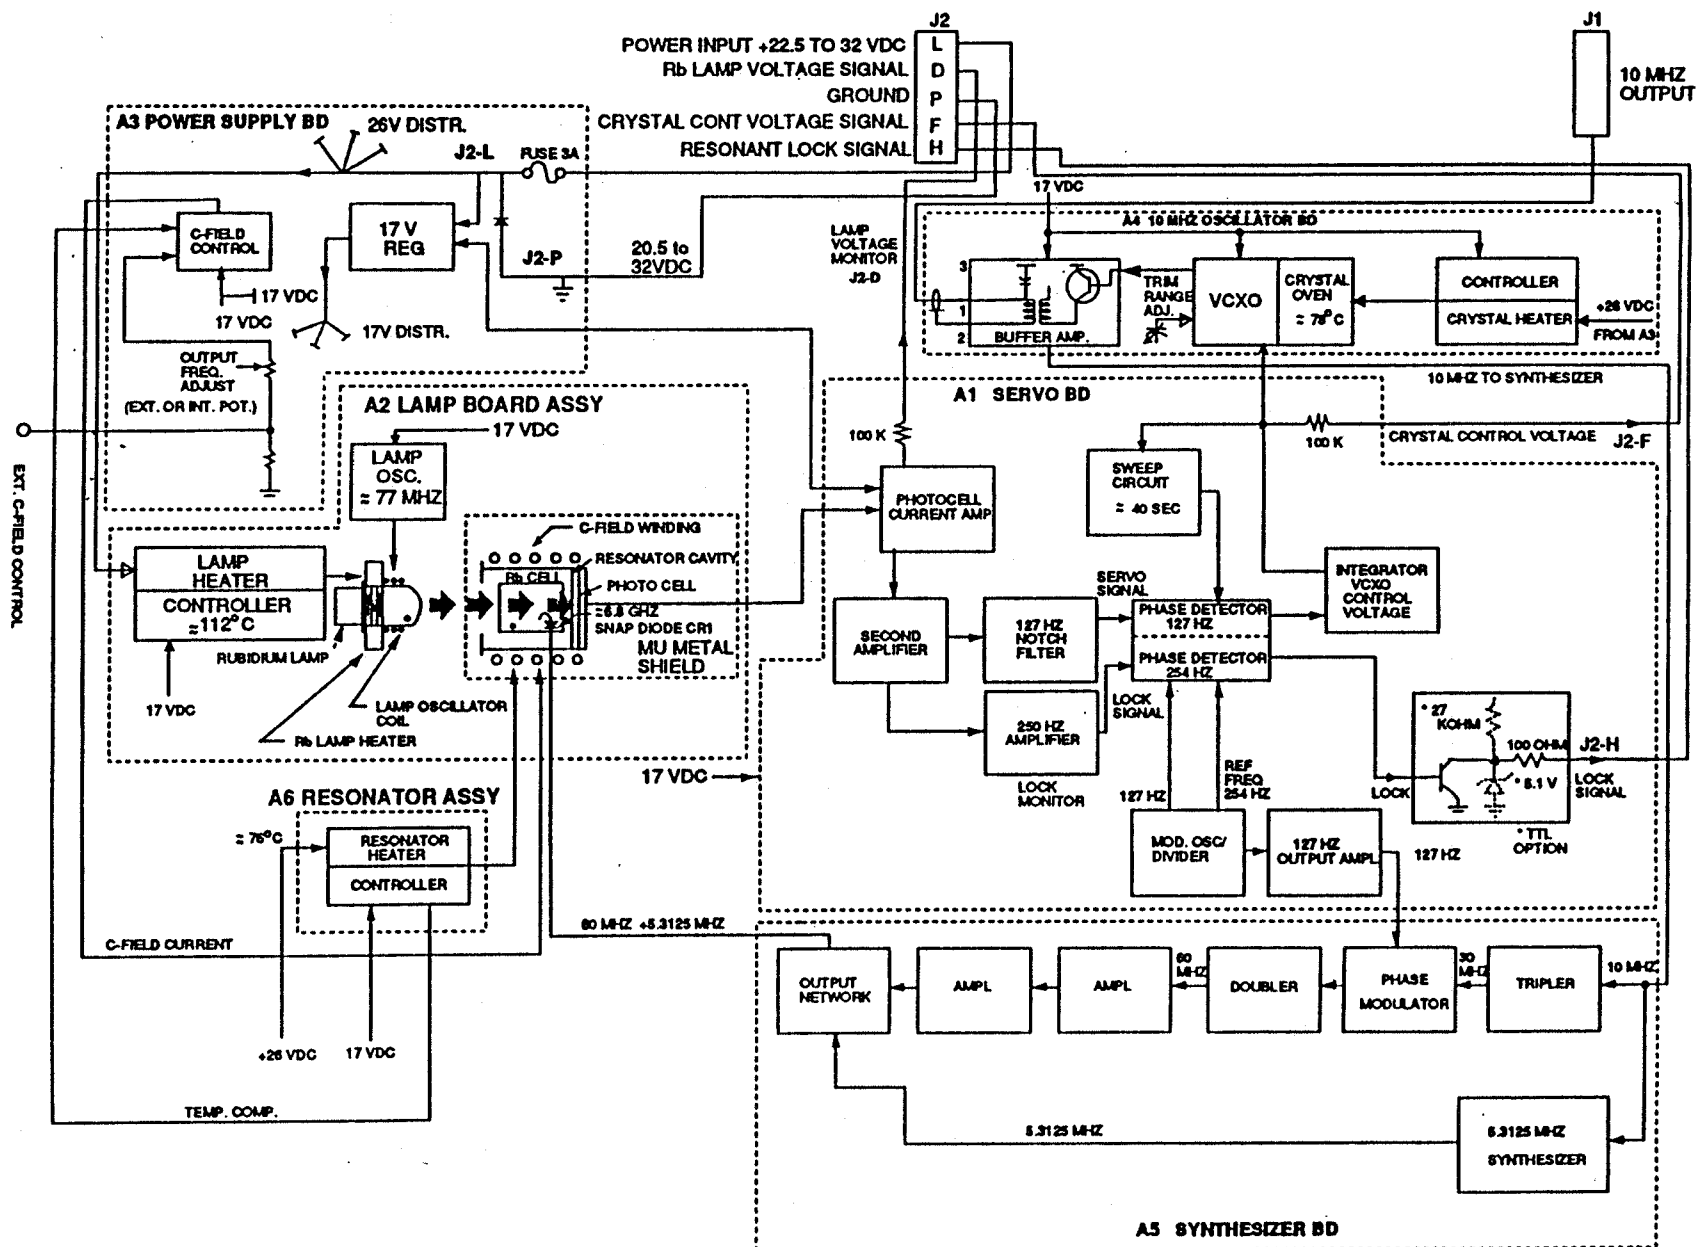 J2
POWER INPUT +22.5 TO 32 VDC L
Rb LAMP VOLTAGE SIGNAL D
GROUND P
CRYSTAL CONT VOLTAGE SIGNAL F
RESONANT LOCK SIGNAL H
J1
10 MHZ
OUTPUT
A3 POWER SUPPLY BD
26V DISTR.
J2-L
FUSE 3A
C-FIELD
CONTROL
17 V
REG
J2-P
20.5 to
32VDC
17 VDC
17 VDC
17V DISTR.
OUTPUT
FREQ.
ADJUST
(EXT. OR INT. POT.)
EXT. C-FIELD CONTROL
LAMP
VOLTAGE
MONITOR
J2-D
17 VDC
A4 10 MHZ OSCILLATOR BD
3
1
2
BUFFER AMP.
TRIM
RANGE
ADJ.
VCXO
CRYSTAL
OVEN
≈ 78°C
CONTROLLER
CRYSTAL HEATER
+26 VDC
FROM A3
10 MHZ TO SYNTHESIZER
A2 LAMP BOARD ASSY
17 VDC
LAMP
OSC.
≈ 77 MHZ
LAMP
HEATER
CONTROLLER
≈112°C
RUBIDIUM LAMP
17 VDC
LAMP OSCILLATOR
COIL
Rb LAMP HEATER
C-FIELD WINDING
RESONATOR CAVITY
Rb CELL
PHOTO CELL
≈6.8 GHZ
SNAP DIODE CR1
MU METAL
SHIELD
A1 SERVO BD
100 K
100 K
CRYSTAL CONTROL VOLTAGE
J2-F
PHOTOCELL
CURRENT AMP
SWEEP
CIRCUIT
≈ 40 SEC
SECOND
AMPLIFIER
127 HZ
NOTCH
FILTER
SERVO
SIGNAL
PHASE DETECTOR
127 HZ
PHASE DETECTOR
254 HZ
INTEGRATOR
VCXO
CONTROL
VOLTAGE
250 HZ
AMPLIFIER
LOCK
SIGNAL
LOCK
MONITOR
17 VDC
127 HZ
REF
FREQ
254 HZ
MOD. OSC/
DIVIDER
127 HZ
OUTPUT AMPL
127 HZ
LOCK
* 27
KOHM
100 OHM
* 5.1 V
J2-H
LOCK
SIGNAL
* TTL
OPTION
A6 RESONATOR ASSY
≈ 76°C
RESONATOR
HEATER
CONTROLLER
C-FIELD CURRENT
+26 VDC
17 VDC
TEMP. COMP.
60 MHZ +5.3125 MHZ
OUTPUT
NETWORK
AMPL
AMPL
60
MHZ
DOUBLER
PHASE
MODULATOR
30
MHZ
TRIPLER
10 MHZ
5.3125 MHZ
5.3125 MHZ
SYNTHESIZER
A5 SYNTHESIZER BD